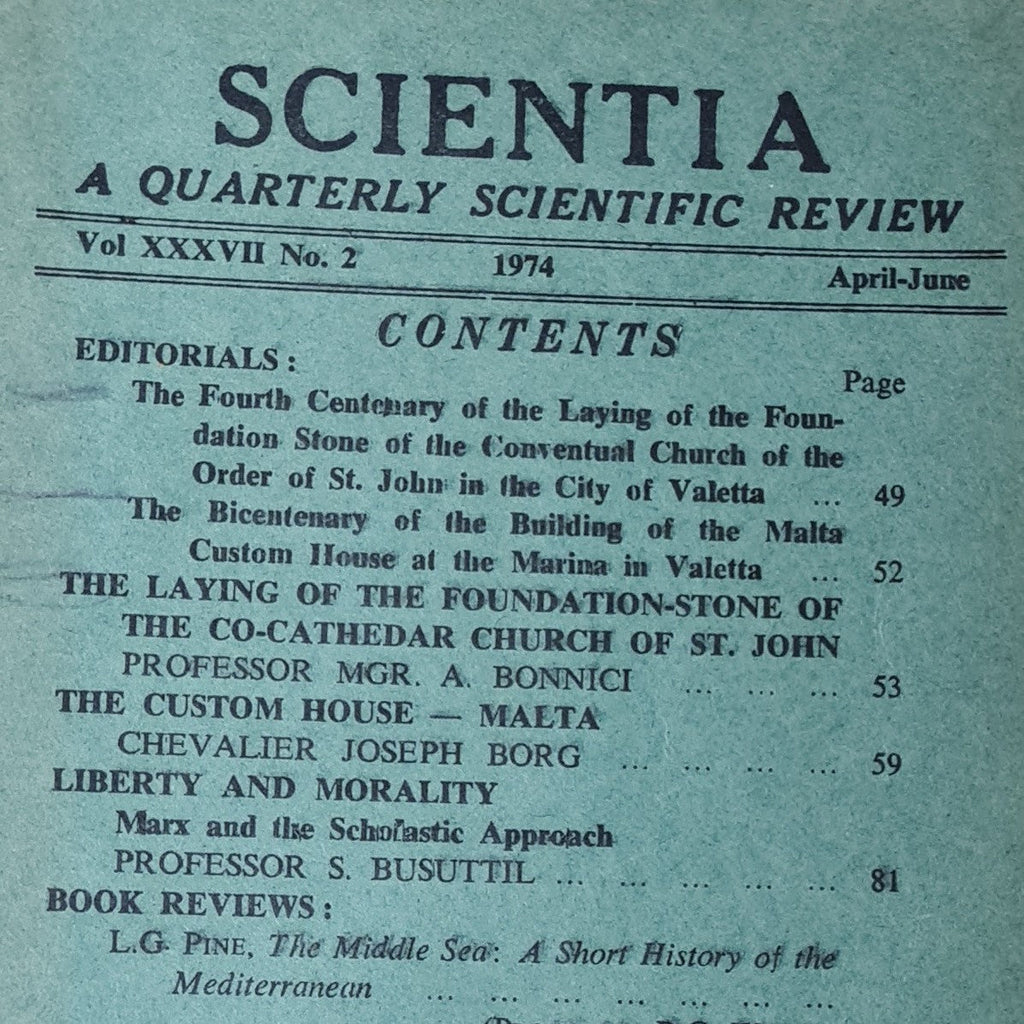 SCIENTIA
A QUARTERLY SCIENTIFIC REVIEW
Vol XXXVII No. 2 1974 April-June
CONTENTS
EDITORIALS : Page
The Fourth Centenary of the Laying of the Foun-
dation Stone of the Conventual Church of the
Order of St. John in the City of Valetta ... 49
The Bicentenary of the Building of the Malta
Custom House at the Marina in Valetta ... 52
THE LAYING OF THE FOUNDATION-STONE OF
THE CO-CATHEDAR CHURCH OF ST. JOHN
PROFESSOR MGR. A. BONNICI ... ... ... 53
THE CUSTOM HOUSE — MALTA
CHEVALIER JOSEPH BORG ... ... ... ... 59
LIBERTY AND MORALITY
Marx and the Scholastic Approach
PROFESSOR S. BUSUTTIL ... ... ... ... ... 81
BOOK REVIEWS :
L.G. PINE, The Middle Sea: A Short History of the
Mediterranean ... ... ... ... ... ... ...